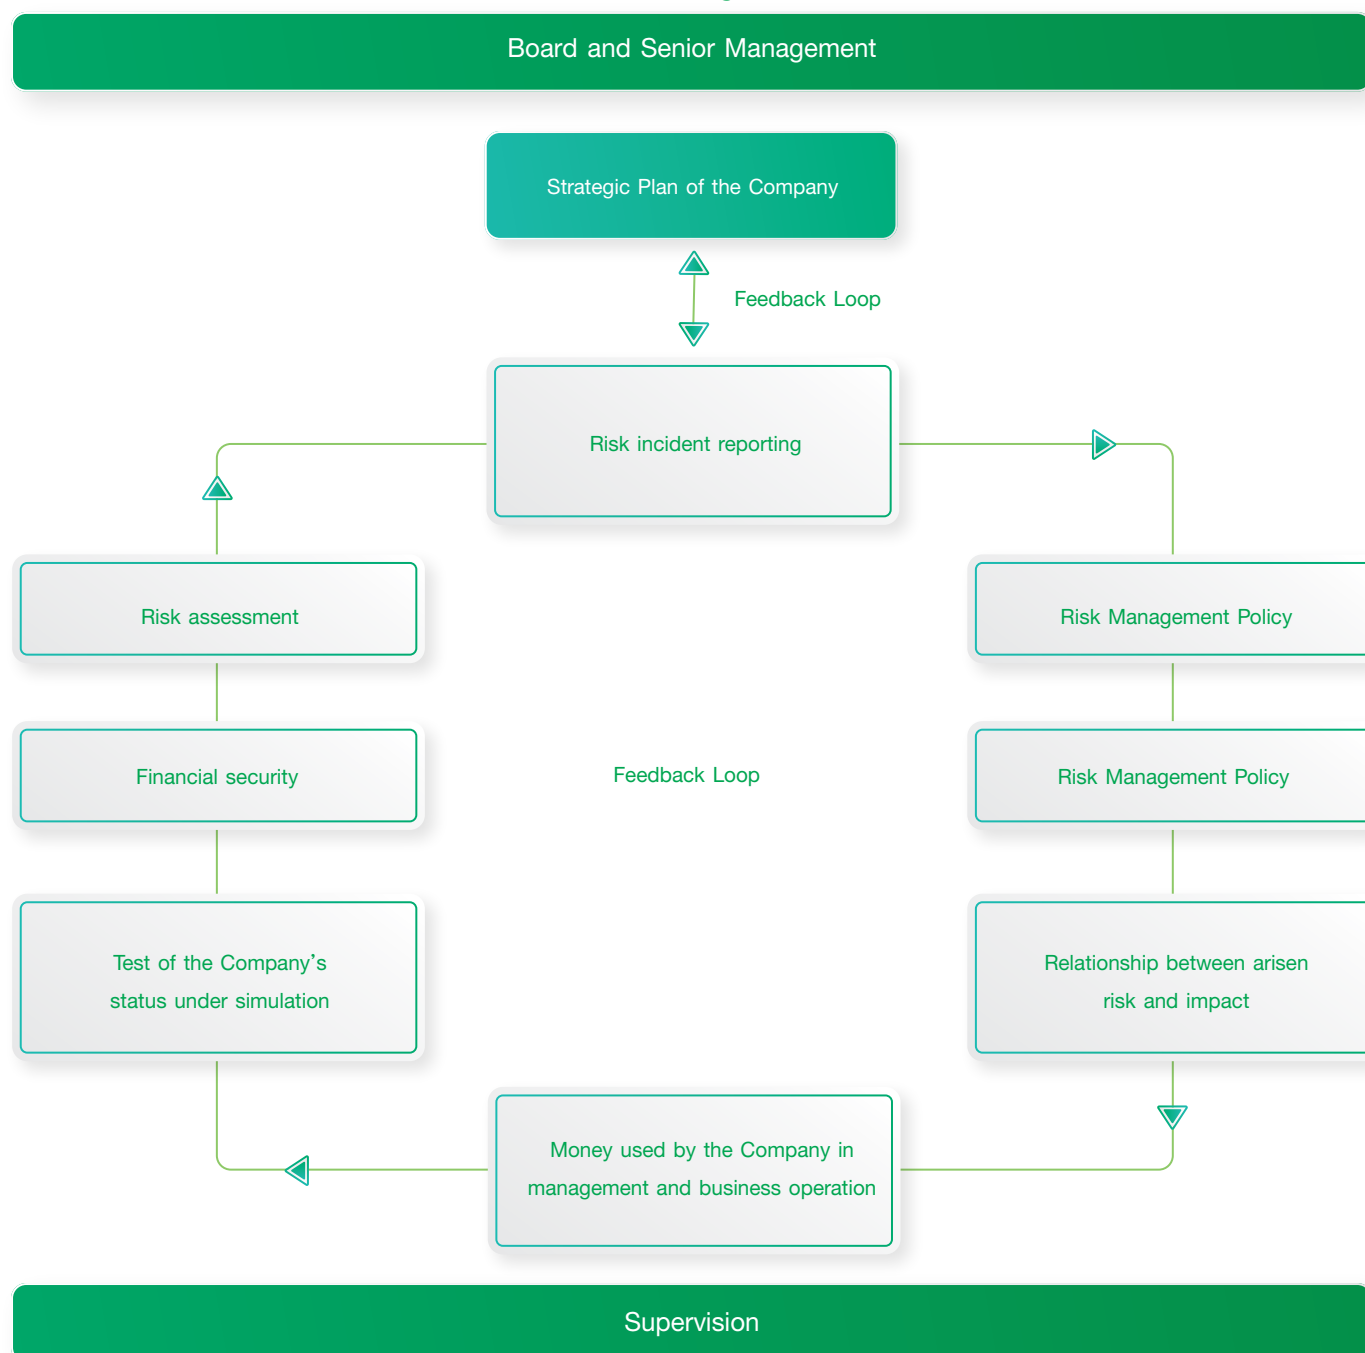 Board and Senior Management
Strategic Plan of the Company
Feedback Loop
Risk incident reporting
Risk assessment
Risk Management Policy
Financial security
Feedback Loop
Risk Management Policy
Test of the Company's
status under simulation
Relationship between arisen
risk and impact
Money used by the Company in
management and business operation
Supervision